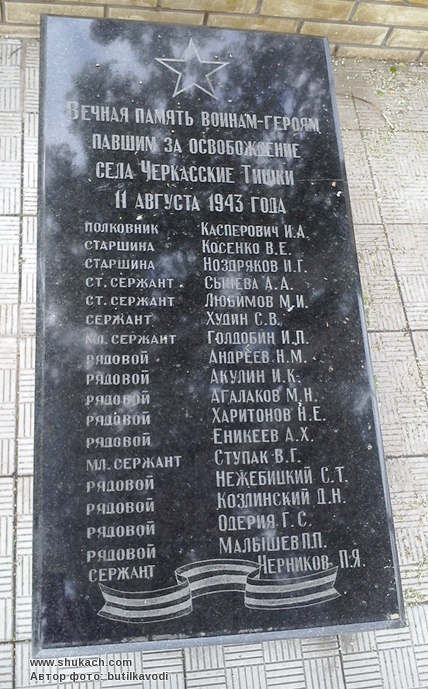 Вечная память воинам-героям
павшим за освобождение
села Черкасские Тишки
11 августа 1943 года
полковник Касперович И.А.
старшина Косенко В.Е.
старшина Ноздряков И.Г.
ст. сержант Сычева А.А.
ст. сержант Любимов М.И.
сержант Худин С.В.
мл. сержант Голдобин И.П.
рядовой Андреев Н.М.
рядовой Акулин И.К.
рядовой Агалаков М.Н.
рядовой Харитонов Н.Е.
рядовой Еникеев А.Х.
мл. сержант Ступак В.Г.
рядовой Нежебицкий С.Т.
рядовой Козлинский Д.Н.
рядовой Одерия Г.С.
рядовой Малышев П.П.
сержант Черников П.Я.
www.shukach.com
Автор фото: butilkavodi